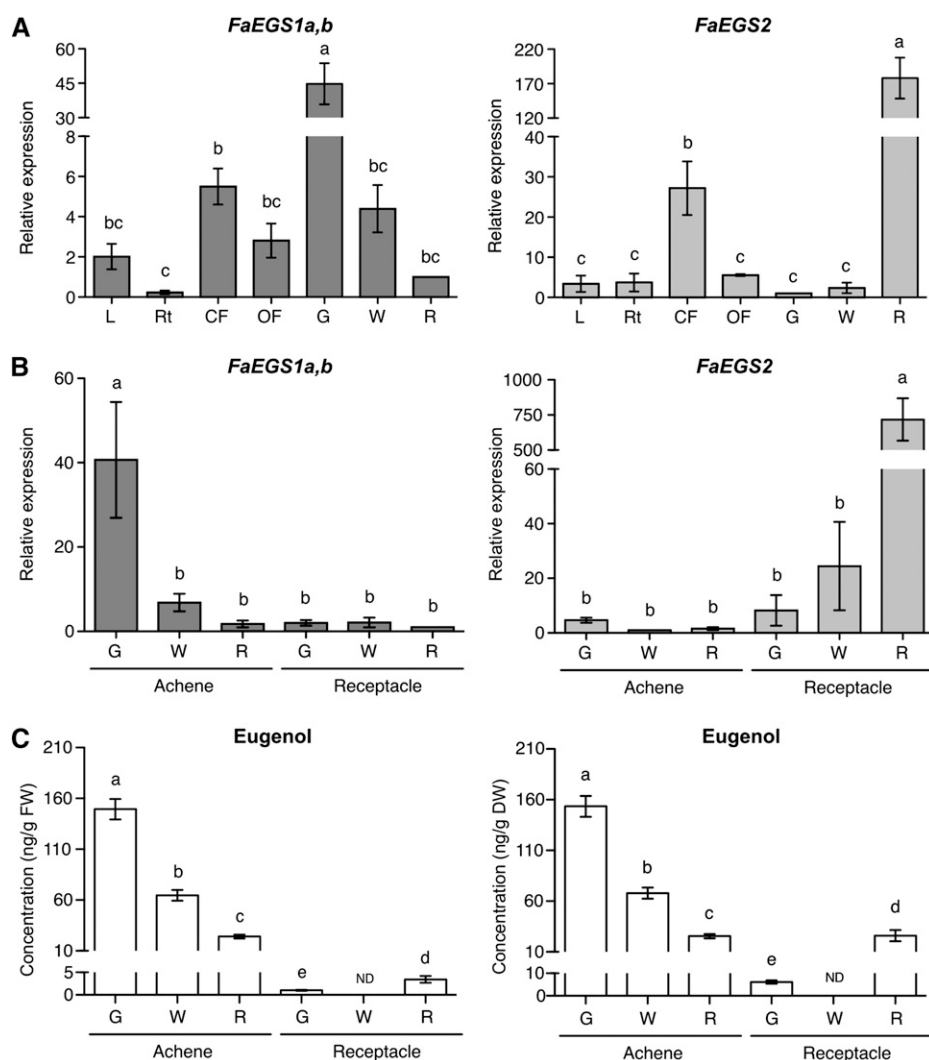 A
FaEGS1a,b
Relative expression
60
45
30
8
6
4
2
0
bc
c
b
bc
a
bc
bc
L Rt CF OF G W R
FaEGS2
Relative expression
220
170
120
40
30
20
10
0
c
c
b
c
c
c
a
L Rt CF OF G W R
B
FaEGS1a,b
Relative expression
60
40
20
0
a
b
b
b
b
b
G W R G W R
Achene Receptacle
FaEGS2
Relative expression
1000
750
500
60
40
20
0
b
b
b
b
b
a
G W R G W R
Achene Receptacle
C
Eugenol
Concentration (ng/g FW)
210
160
110
60
10
5
0
a
b
c
e
ND
d
G W R G W R
Achene Receptacle
Eugenol
Concentration (ng/g DW)
210
160
110
60
10
10
0
a
b
c
e
ND
d
G W R G W R
Achene Receptacle